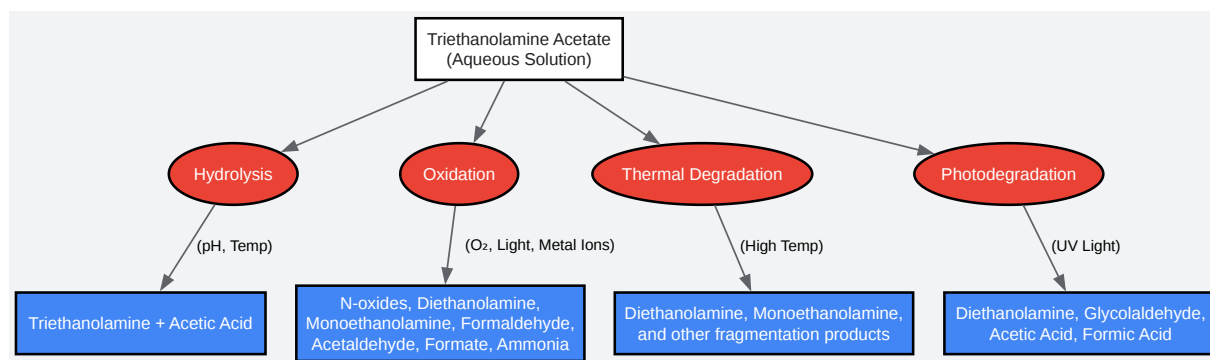 Triethanolamine Acetate
(Aqueous Solution)
Hydrolysis
Oxidation
Thermal Degradation
Photodegradation
(pH, Temp)
(O₂, Light, Metal Ions)
(High Temp)
(UV Light)
Triethanolamine + Acetic Acid
N-oxides, Diethanolamine,
Monoethanolamine, Formaldehyde,
Acetaldehyde, Formate, Ammonia
Diethanolamine, Monoethanolamine,
and other fragmentation products
Diethanolamine, Glycolaldehyde,
Acetic Acid, Formic Acid